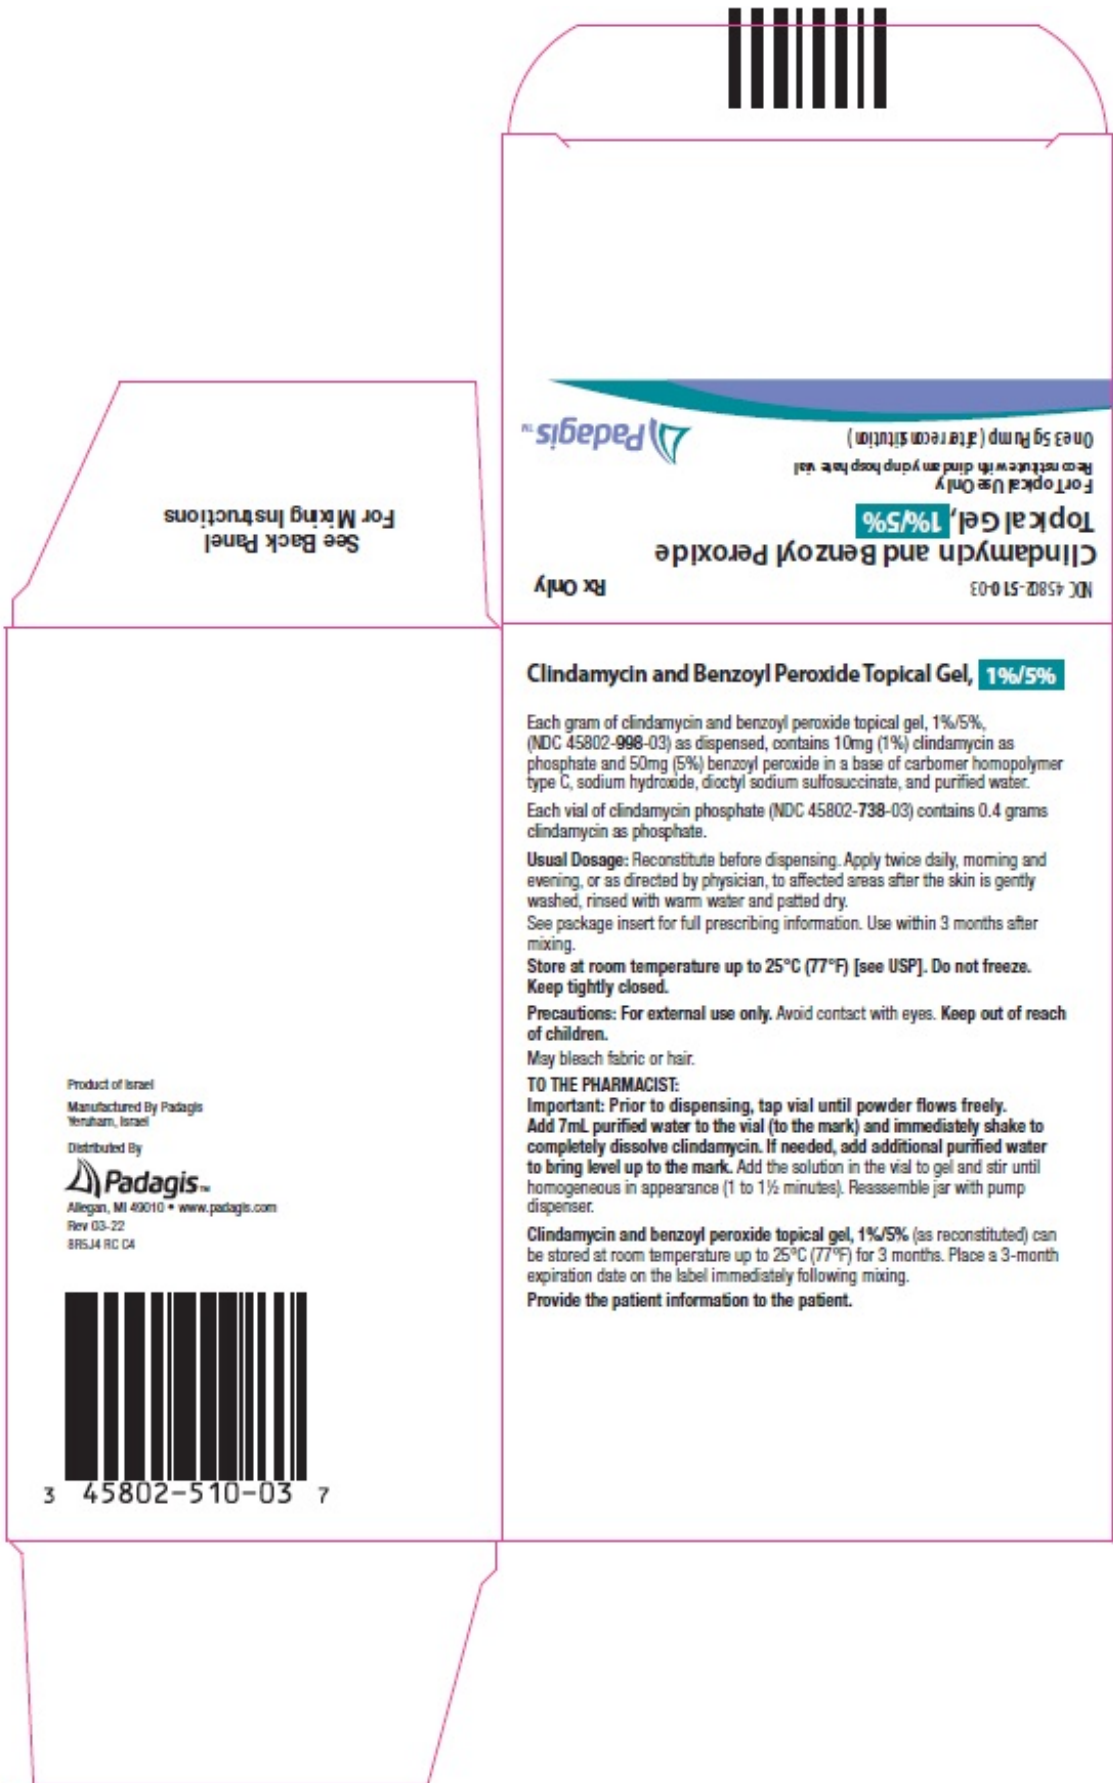 NDC 45802-510-03
Rx Only
Clindamycin and Benzoyl Peroxide
Topical Gel, 1%/5%
For Topical Use Only
Reconstitute with clindamycin phosphate vial
One 35g Pump (after reconstitution)
Padagis™
See Back Panel
For Mixing Instructions
Clindamycin and Benzoyl Peroxide Topical Gel, 1%/5%
Each gram of clindamycin and benzoyl peroxide topical gel, 1%/5%,
(NDC 45802-998-03) as dispensed, contains 10mg (1%) clindamycin as
phosphate and 50mg (5%) benzoyl peroxide in a base of carbomer homopolymer
type C, sodium hydroxide, dioctyl sodium sulfosuccinate, and purified water.
Each vial of clindamycin phosphate (NDC 45802-738-03) contains 0.4 grams
clindamycin as phosphate.
Usual Dosage: Reconstitute before dispensing. Apply twice daily, morning and
evening, or as directed by physician, to affected areas after the skin is gently
washed, rinsed with warm water and patted dry.
See package insert for full prescribing information. Use within 3 months after
mixing.
Store at room temperature up to 25°C (77°F) [see USP]. Do not freeze.
Keep tightly closed.
Precautions: For external use only. Avoid contact with eyes. Keep out of reach
of children.
May bleach fabric or hair.
TO THE PHARMACIST:
Important: Prior to dispensing, tap vial until powder flows freely.
Add 7mL purified water to the vial (to the mark) and immediately shake to
completely dissolve clindamycin. If needed, add additional purified water
to bring level up to the mark. Add the solution in the vial to gel and stir until
homogeneous in appearance (1 to 1½ minutes). Reassemble jar with pump
dispenser.
Clindamycin and benzoyl peroxide topical gel, 1%/5% (as reconstituted) can
be stored at room temperature up to 25°C (77°F) for 3 months. Place a 3-month
expiration date on the label immediately following mixing.
Provide the patient information to the patient.
Product of Israel
Manufactured By Padagis
Yeruham, Israel
Distributed By
Padagis™
Allegan, MI 49010 • www.padagis.com
Rev 03-22
8R5J4 RC C4
3 45802-510-03 7